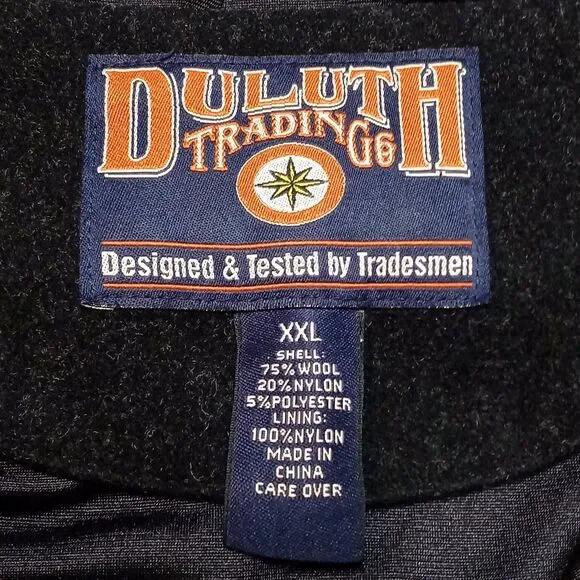 DULUTH
TRADING Co
Designed & Tested by Tradesmen
XXL
SHELL:
75% WOOL
20% NYLON
5% POLYESTER
LINING:
100% NYLON
MADE IN
CHINA
CARE OVER